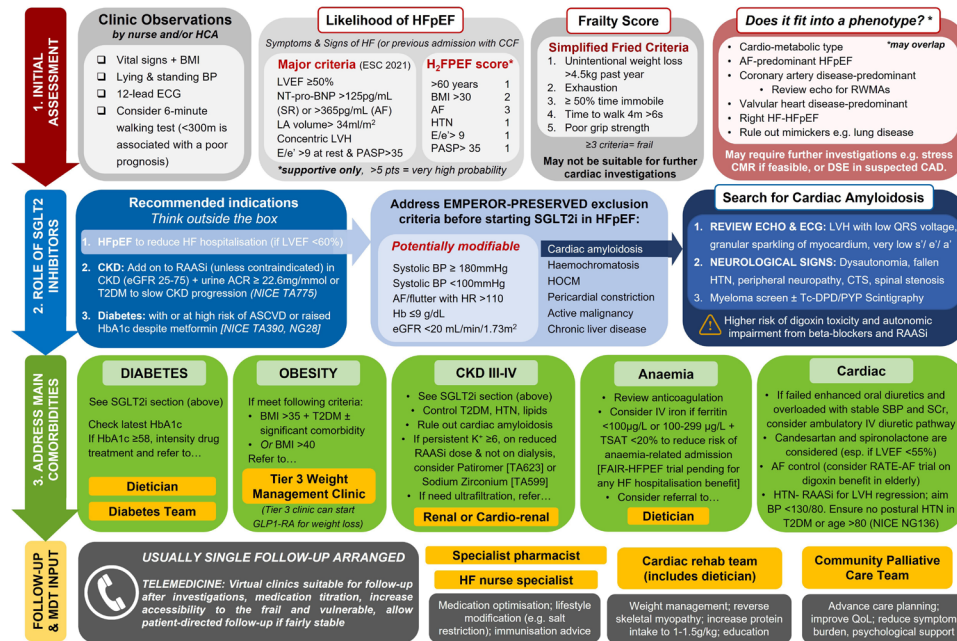 1. INITIAL
ASSESSMENT
Clinic Observations
by nurse and/or HCA
❑ Vital signs + BMI
❑ Lying & standing BP
❑ 12-lead ECG
❑ Consider 6-minute
walking test (<300m is
associated with a poor
prognosis)
Likelihood of HFpEF
Symptoms & Signs of HF (or previous admission with CCF
Major criteria (ESC 2021)
LVEF ≥50%
NT-pro-BNP >125pg/mL
(SR) or >365pg/mL (AF)
LA volume> 34ml/m²
Concentric LVH
E/e' >9 at rest & PASP>35
H₂FPEF score*
>60 years 1
BMI >30 2
AF 3
HTN 1
E/e'> 9 1
PASP> 35 1
*supportive only, >5 pts = very high probability
Frailty Score
Simplified Fried Criteria
1. Unintentional weight loss
>4.5kg past year
2. Exhaustion
3. ≥ 50% time immobile
4. Time to walk 4m >6s
5. Poor grip strength
≥3 criteria= frail
May not be suitable for further
cardiac investigations
Does it fit into a phenotype? *
• Cardio-metabolic type *may overlap
• AF-predominant HFpEF
• Coronary artery disease-predominant
• Review echo for RWMAs
• Valvular heart disease-predominant
• Right HF-HFpEF
• Rule out mimickers e.g. lung disease
May require further investigations e.g. stress
CMR if feasible, or DSE in suspected CAD.
2. ROLE OF SGLT2
INHIBITORS
Recommended indications
Think outside the box
1. HFpEF to reduce HF hospitalisation (if LVEF <60%)
2. CKD: Add on to RAASi (unless contraindicated) in
CKD (eGFR 25-75) + urine ACR ≥ 22.6mg/mmol or
T2DM to slow CKD progression (NICE TA775)
3. Diabetes: with or at high risk of ASCVD or raised
HbA1c despite metformin [NICE TA390, NG28]
Address EMPEROR-PRESERVED exclusion
criteria before starting SGLT2i in HFpEF:
Potentially modifiable
Systolic BP ≥ 180mmHg
Systolic BP <100mmHg
AF/flutter with HR >110
Hb ≤9 g/dL
eGFR <20 mL/min/1.73m²
Cardiac amyloidosis
Haemochromatosis
HOCM
Pericardial constriction
Active malignancy
Chronic liver disease
Search for Cardiac Amyloidosis
1. REVIEW ECHO & ECG: LVH with low QRS voltage,
granular sparkling of myocardium, very low s'/ e'/ a'
2. NEUROLOGICAL SIGNS: Dysautonomia, fallen
HTN, peripheral neuropathy, CTS, spinal stenosis
3. Myeloma screen ± Tc-DPD/PYP Scintigraphy
Higher risk of digoxin toxicity and autonomic
impairment from beta-blockers and RAASi
3. ADDRESS MAIN
COMORBIDITIES
DIABETES
See SGLT2i section (above)
Check latest HbA1c
If HbA1c ≥58, intensity drug
treatment and refer to…
Dietician
Diabetes Team
OBESITY
If meet following criteria:
• BMI >35 + T2DM ±
significant comorbidity
• Or BMI >40
Refer to…
Tier 3 Weight
Management Clinic
(Tier 3 clinic can start
GLP1-RA for weight loss)
CKD III-IV
• See SGLT2i section (above)
• Control T2DM, HTN, lipids
• Rule out cardiac amyloidosis
• If persistent K⁺ ≥6, on reduced
RAASi dose & not on dialysis,
consider Patiromer [TA623] or
Sodium Zirconium [TA599]
• If need ultrafiltration, refer…
Renal or Cardio-renal
Anaemia
• Review anticoagulation
• Consider IV iron if ferritin
<100μg/L or 100-299 μg/L +
TSAT <20% to reduce risk of
anaemia-related admission
[FAIR-HFPEF trial pending for
any HF hospitalisation benefit]
• Consider referral to…
Dietician
Cardiac
• If failed enhanced oral diuretics and
overloaded with stable SBP and SCr,
consider ambulatory IV diuretic pathway
• Candesartan and spironolactone are
considered (esp. if LVEF <55%)
• AF control (consider RATE-AF trial on
digoxin benefit in elderly)
• HTN- RAASi for LVH regression; aim
BP <130/80. Ensure no postural HTN in
T2DM or age >80 (NICE NG136)
FOLLOW-UP
& MDT INPUT
USUALLY SINGLE FOLLOW-UP ARRANGED
TELEMEDICINE: Virtual clinics suitable for follow-up
after investigations, medication titration, increase
accessibility to the frail and vulnerable, allow
patient-directed follow-up if fairly stable
Specialist pharmacist
HF nurse specialist
Medication optimisation; lifestyle
modification (e.g. salt
restriction); immunisation advice
Cardiac rehab team
(includes dietician)
Weight management; reverse
skeletal myopathy; increase protein
intake to 1-1.5g/kg; education
Community Palliative
Care Team
Advance care planning;
improve QoL; reduce symptom
burden, psychological support